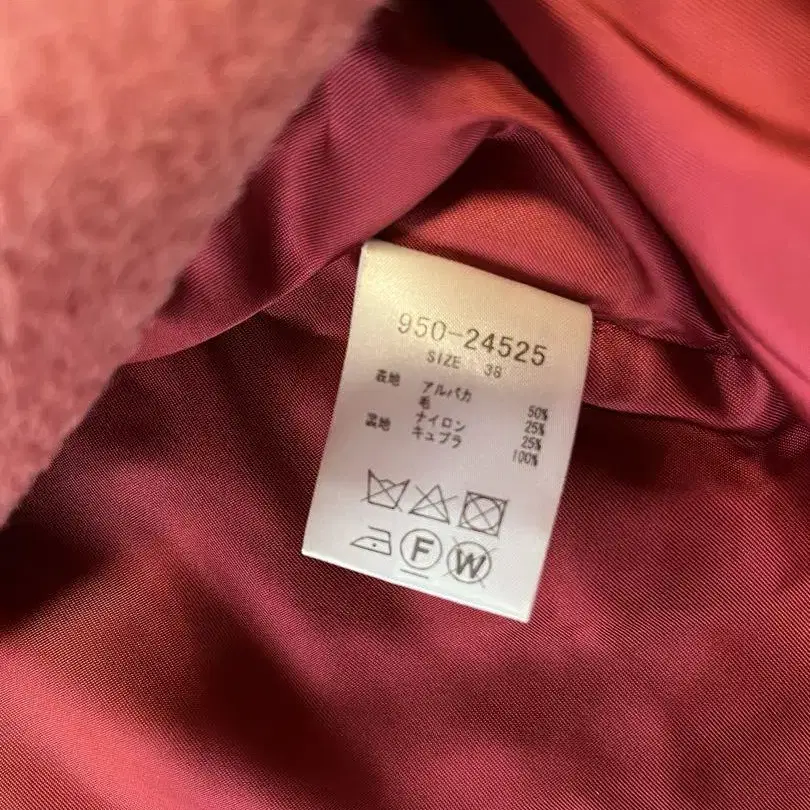 950-24525
SIZE 38
表地 アルパカ 50%
毛 25%
ナイロン 25%
裏地 キュプラ 100%
F W